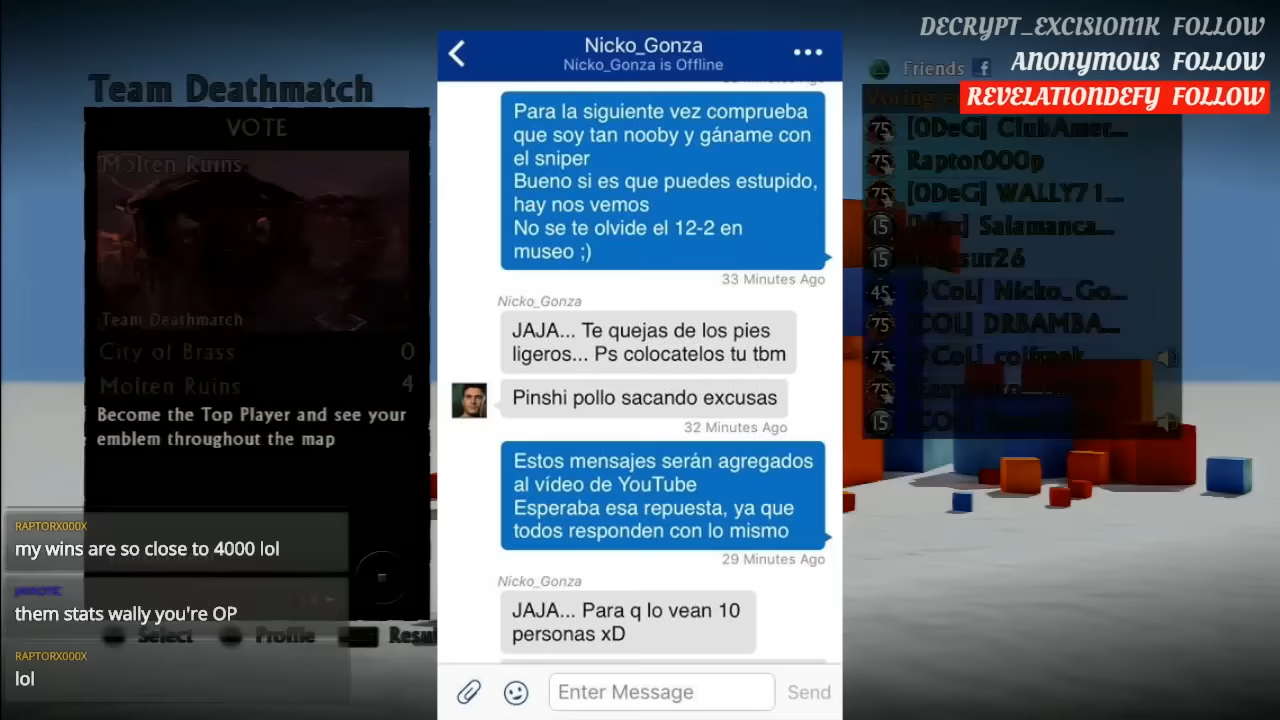 DECRYPT_EXCISION1K FOLLOW
ANONYMOUS FOLLOW
REVELATIONDEFY FOLLOW
Team Deathmatch
VOTE
Molten Ruins
Team Deathmatch
City of Brass 0
Molten Ruins 4
Become the Top Player and see your
emblem throughout the map
RAPTORX000X
my wins are so close to 4000 lol
them stats wally you're OP
RAPTORX000X
lol
Select Profile Resu
Nicko_Gonza
Nicko_Gonza is Offline
Para la siguiente vez comprueba
que soy tan nooby y gáname con
el sniper
Bueno si es que puedes estupido,
hay nos vemos
No se te olvide el 12-2 en
museo ;)
33 Minutes Ago
Nicko_Gonza
JAJA... Te quejas de los pies
ligeros... Ps colocatelos tu tbm
Pinshi pollo sacando excusas
32 Minutes Ago
Estos mensajes serán agregados
al vídeo de YouTube
Esperaba esa repuesta, ya que
todos responden con lo mismo
29 Minutes Ago
Nicko_Gonza
JAJA... Para q lo vean 10
personas xD
Enter Message Send
Friends
75 [0DeG] ClubAmer...
75 Raptor000p
75 [0DeG] WALLY71...
15 Salamanca...
15
45 Nicko_Go...
75 [COL] DRBAMBA...
75
75
15